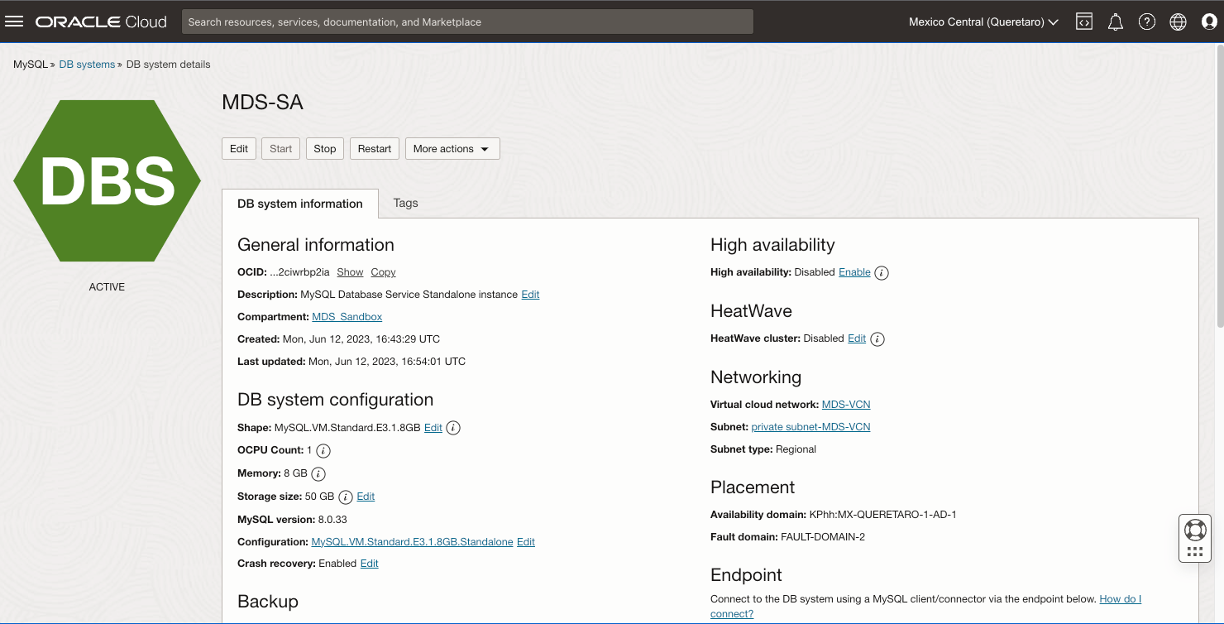 ORACLE Cloud
Search resources, services, documentation, and Marketplace
Mexico Central (Queretaro)
MySQL » DB systems » DB system details
DBS
ACTIVE
MDS-SA
Edit
Start
Stop
Restart
More actions
DB system information
Tags
General information
OCID: ...2ciwrbp2ia Show Copy
Description: MySQL Database Service Standalone instance Edit
Compartment: MDS_Sandbox
Created: Mon, Jun 12, 2023, 16:43:29 UTC
Last updated: Mon, Jun 12, 2023, 16:54:01 UTC
DB system configuration
Shape: MySQL.VM.Standard.E3.1.8GB Edit
OCPU Count: 1
Memory: 8 GB
Storage size: 50 GB Edit
MySQL version: 8.0.33
Configuration: MySQL.VM.Standard.E3.1.8GB.Standalone Edit
Crash recovery: Enabled Edit
Backup
High availability
High availability: Disabled Enable
HeatWave
HeatWave cluster: Disabled Edit
Networking
Virtual cloud network: MDS-VCN
Subnet: private subnet-MDS-VCN
Subnet type: Regional
Placement
Availability domain: KPhh:MX-QUERETARO-1-AD-1
Fault domain: FAULT-DOMAIN-2
Endpoint
Connect to the DB system using a MySQL client/connector via the endpoint below. How do I
connect?